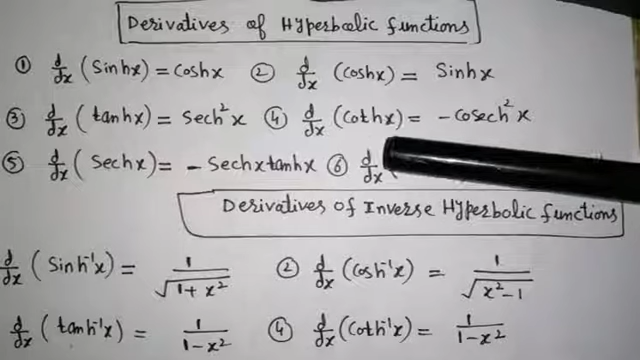 Derivatives of Hyperbolic functions
① d/dx (Sinhx) = Coshx ② d/dx (coshx) = Sinhx
③ d/dx (tanhx) = Sech²x ④ d/dx (Cothx) = -Cosech²x
⑤ d/dx (Sechx) = - Sechxtanhx ⑥ d/dx (
Derivatives of Inverse Hyperbolic functions
d/dx (Sinh⁻¹x) = 1/√(1+x²) ② d/dx (Cosh⁻¹x) = 1/√(x²-1)
d/dx (tanh⁻¹x) = 1/(1-x²) ④ d/dx (Coth⁻¹x) = 1/(1-x²)